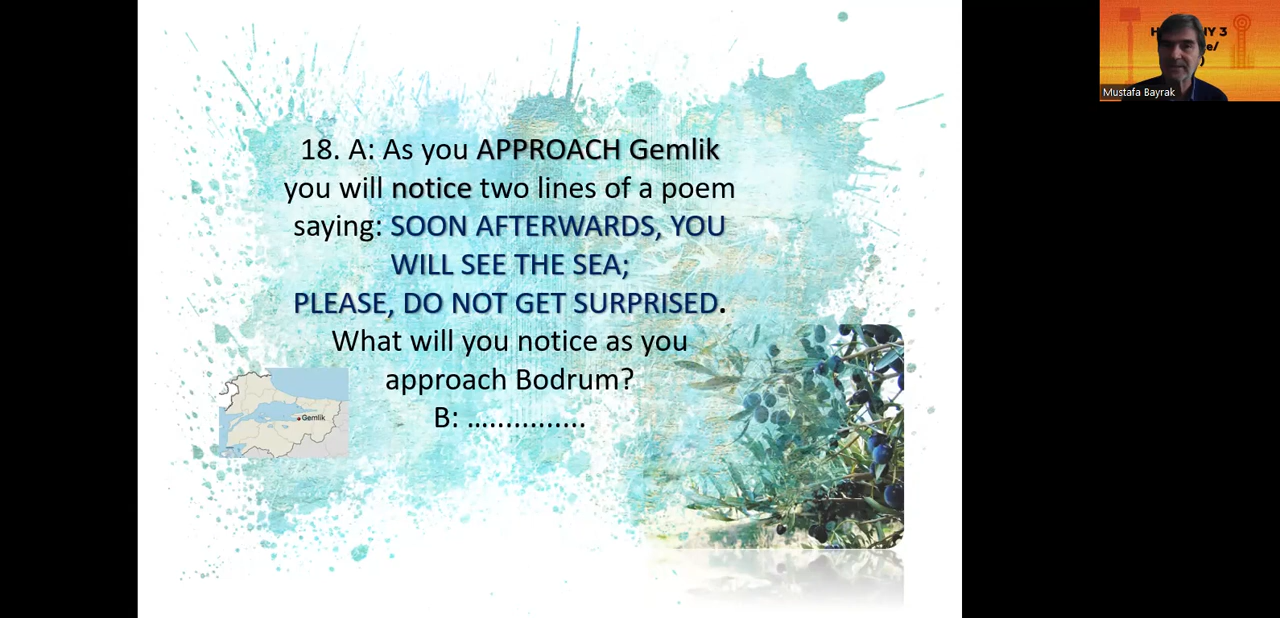 18. A: As you APPROACH Gemlik
you will notice two lines of a poem
saying: SOON AFTERWARDS, YOU
WILL SEE THE SEA;
PLEASE, DO NOT GET SURPRISED.
What will you notice as you
approach Bodrum?
B: ...............
Gemlik
Mustafa Bayrak